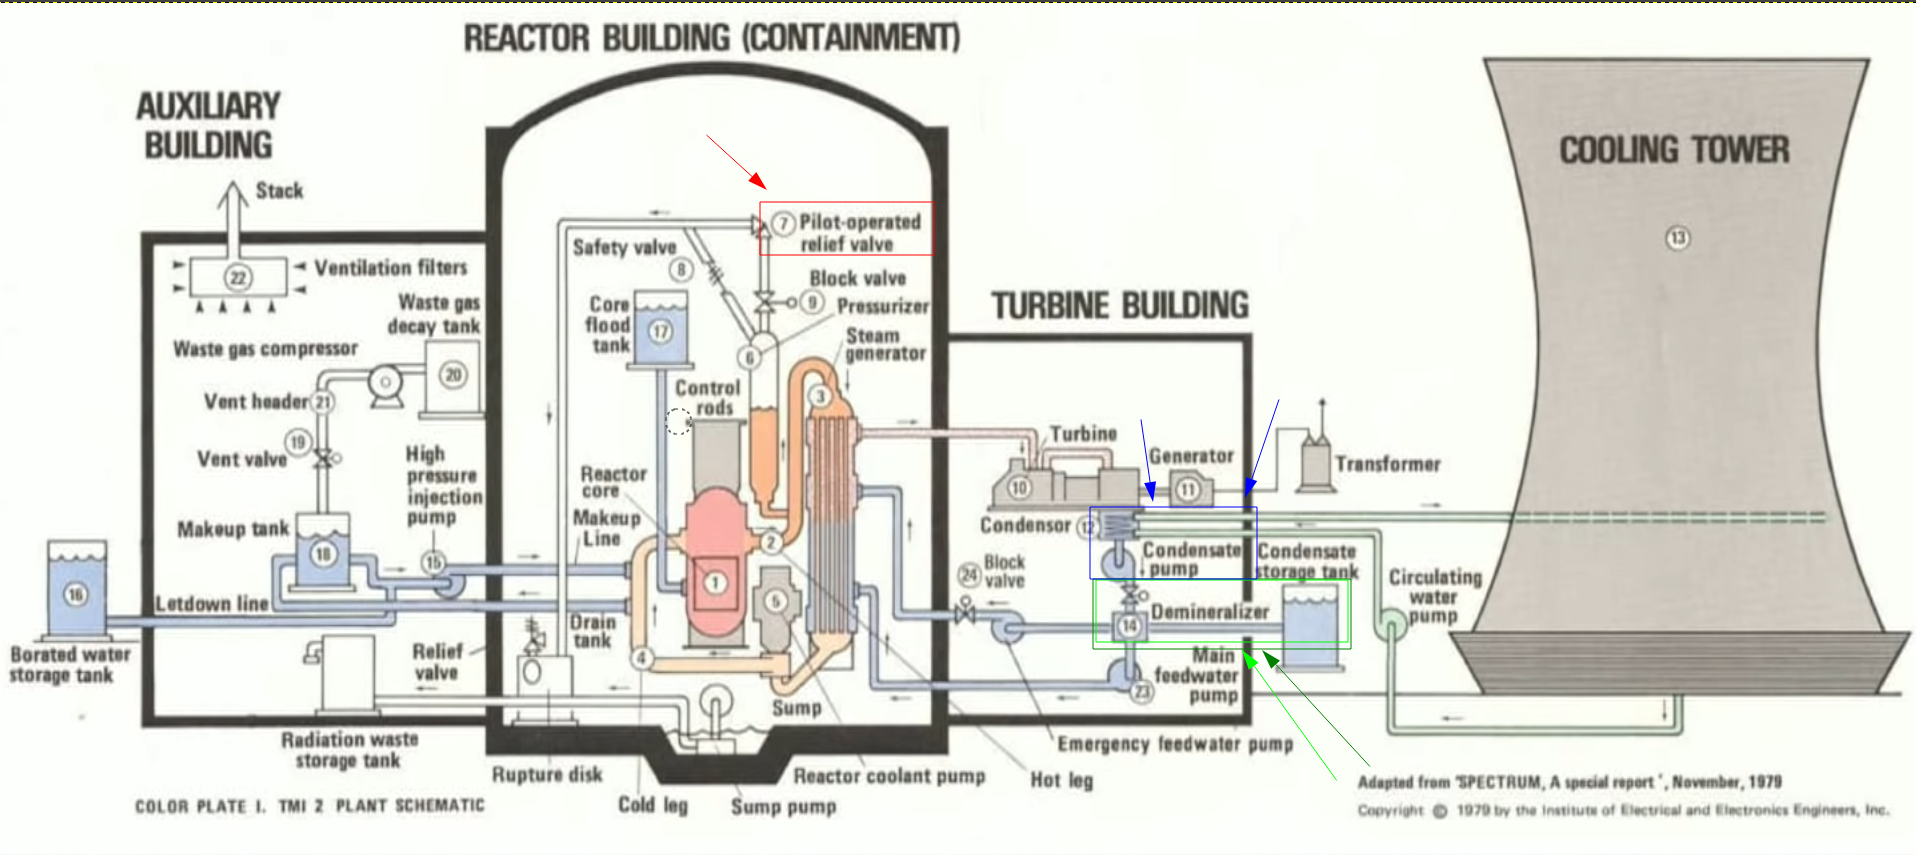 REACTOR BUILDING (CONTAINMENT)
AUXILIARY
BUILDING
COOLING TOWER
Stack
13
7 Pilot-operated
relief valve
Safety valve
8
22
Ventilation filters
Block valve
9
Pressurizer
Core
flood
tank
17
TURBINE BUILDING
Waste gas
decay tank
Waste gas compressor
Steam
generator
6
20
3
Control
rods
Vent header 21
19
Vent valve
High
pressure
injection
pump
Turbine
Generator
Transformer
10
11
Reactor
core
Makeup
Line
Makeup tank
18
15
Condensor 12
2
Condensate
pump
Condensate
storage tank
24 Block
valve
Circulating
water
pump
1
5
16
Letdown line
Demineralizer
14
Drain
tank
Relief
valve
4
Borated water
storage tank
Main
feedwater
pump
23
Sump
Radiation waste
storage tank
Emergency feedwater pump
Rupture disk
Reactor coolant pump
Hot leg
Cold leg
Sump pump
COLOR PLATE I. TMI 2 PLANT SCHEMATIC
Adapted from 'SPECTRUM, A special report', November, 1979
Copyright © 1979 by the Institute of Electrical and Electronics Engineers, Inc.